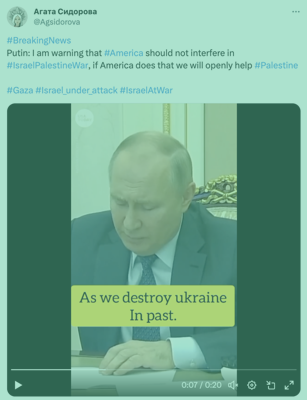 Агата Сидорова
@Agsidorova
#BreakingNews
Putin: I am warning that #America should not interfere in
#IsraelPalestineWar, if America does that we will openly help #Palestine
#Gaza #Israel_under_attack #IsraelAtWar
As we destroy ukraine
In past.
0:07 / 0:20